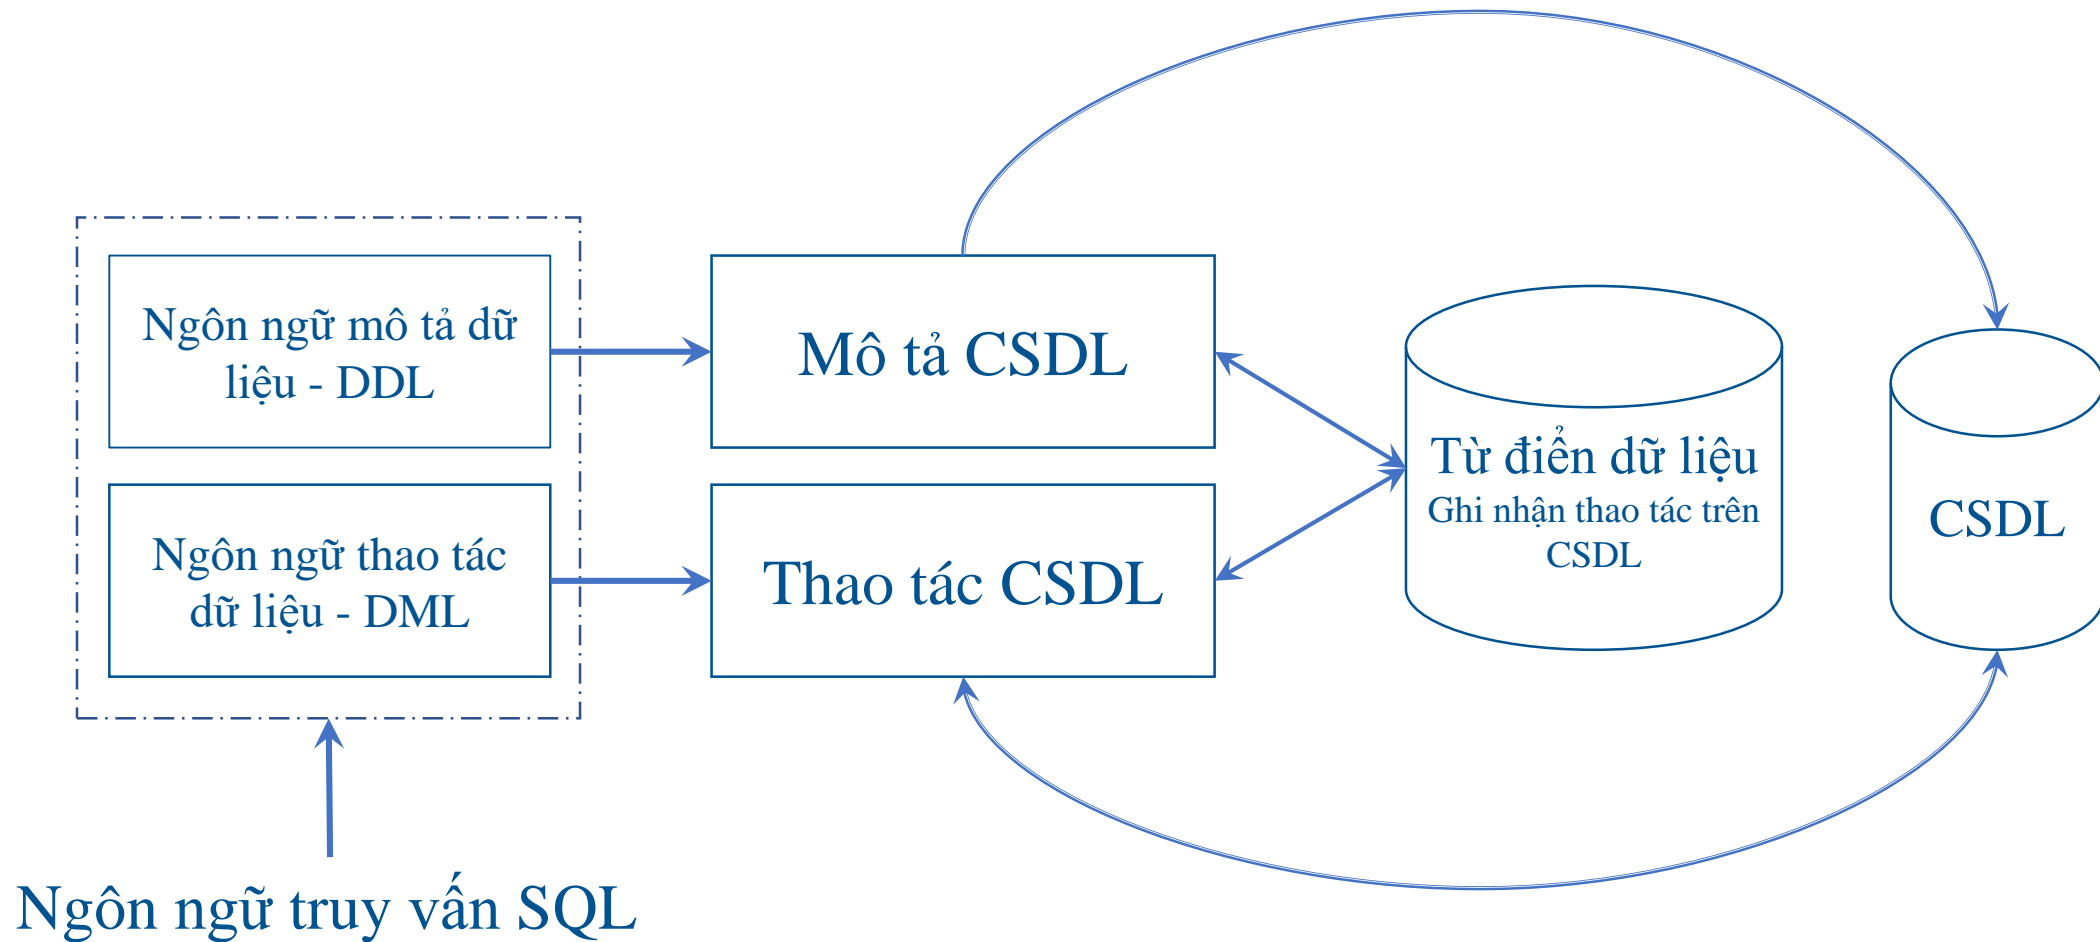 Ngôn ngữ mô tả dữ
liệu - DDL
Mô tả CSDL
Từ điển dữ liệu
Ghi nhận thao tác trên
CSDL
CSDL
Ngôn ngữ thao tác
dữ liệu - DML
Thao tác CSDL
Ngôn ngữ truy vấn SQL